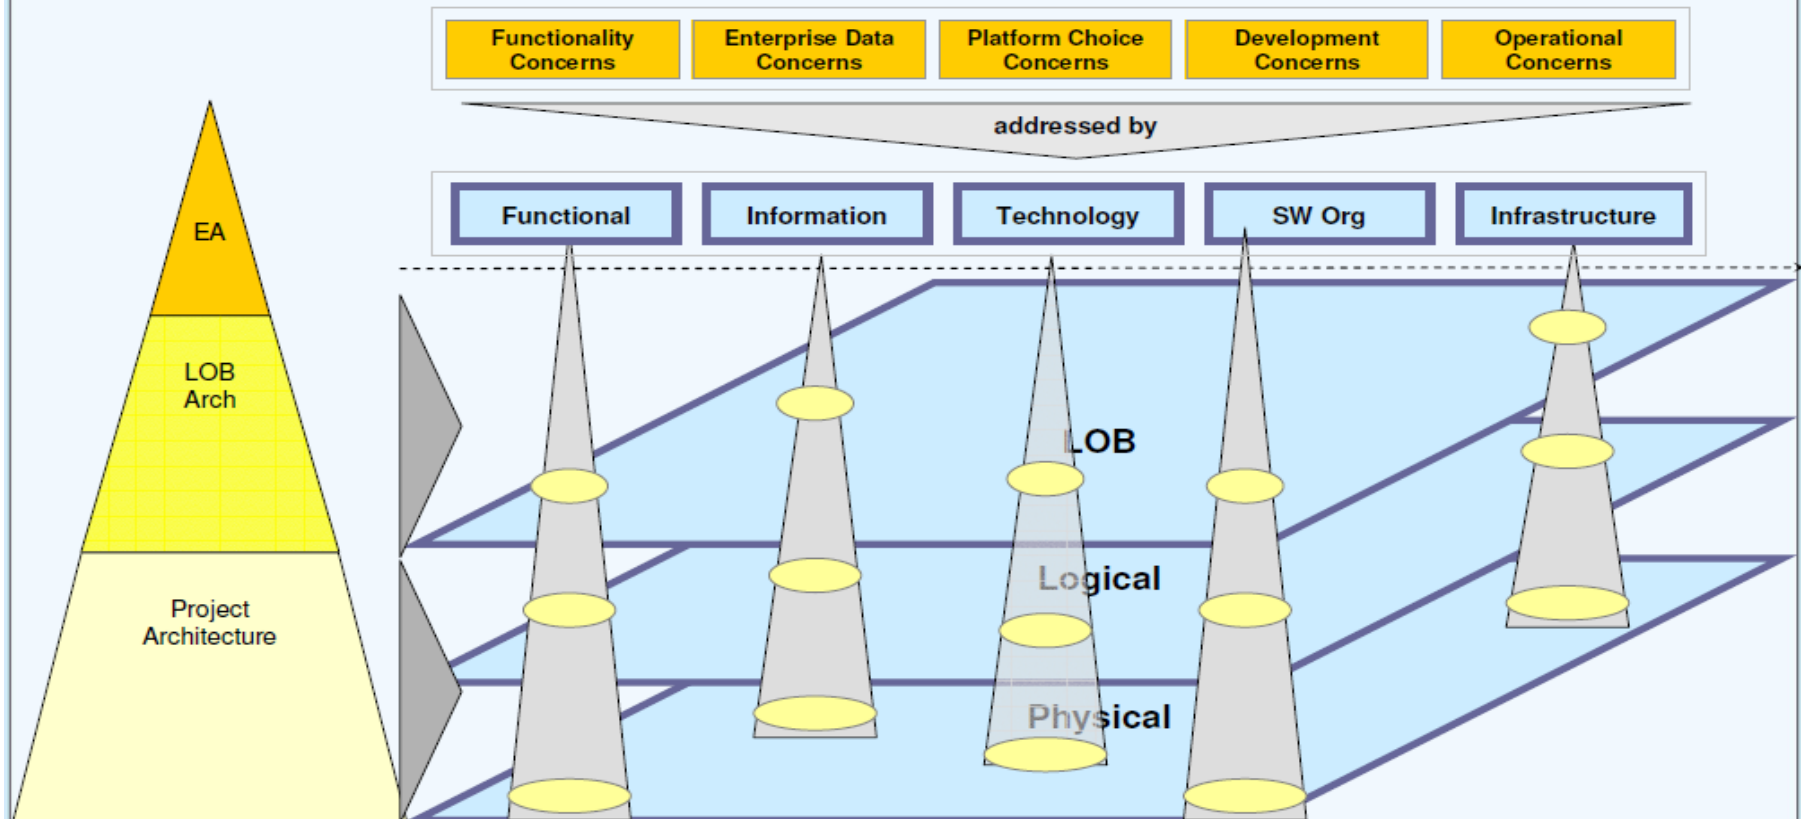 Functionality
Concerns
Enterprise Data
Concerns
Platform Choice
Concerns
Development
Concerns
Operational
Concerns
addressed by
Functional
Information
Technology
SW Org
Infrastructure
EA
LOB
Arch
Project
Architecture
LOB
Logical
Physical